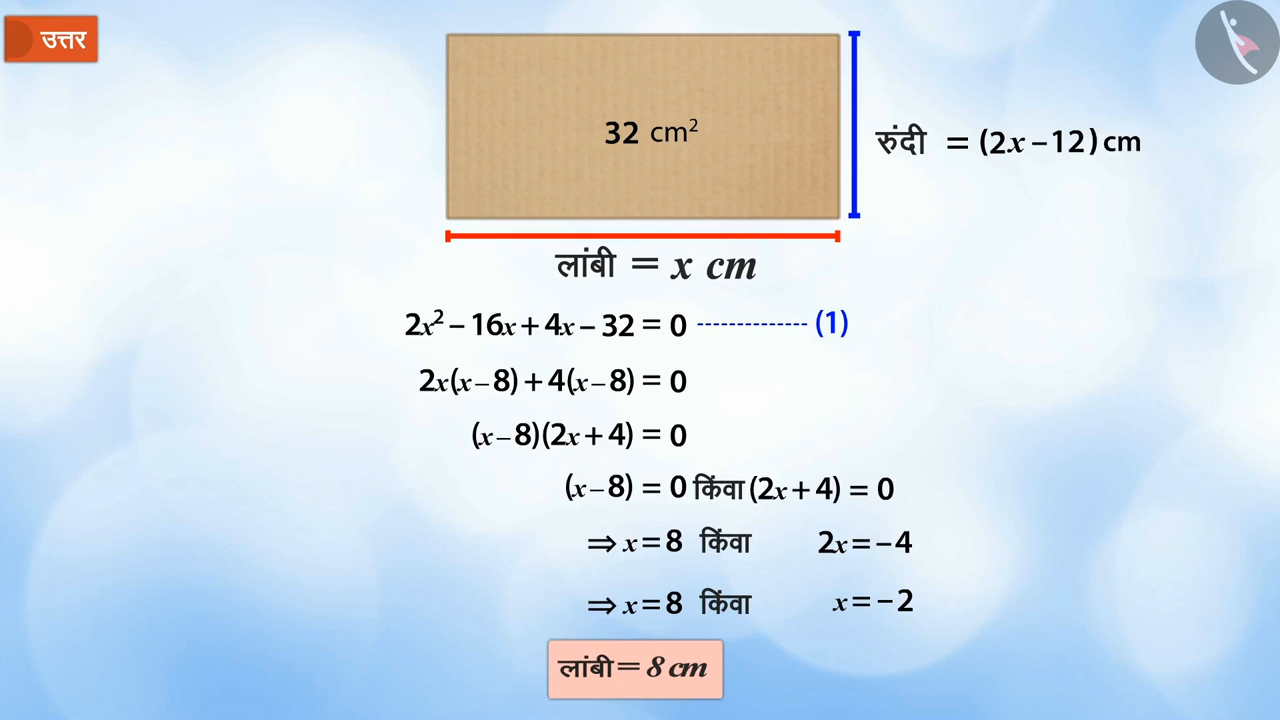 उत्तर
32 cm²
रुंदी = (2x – 12) cm
लांबी = x cm
2x² – 16x + 4x – 32 = 0 -------------- (1)
2x(x – 8) + 4(x – 8) = 0
(x – 8)(2x + 4) = 0
(x – 8) = 0 किंवा (2x + 4) = 0
⇒ x = 8 किंवा 2x = – 4
⇒ x = 8 किंवा x = – 2
लांबी = 8 cm